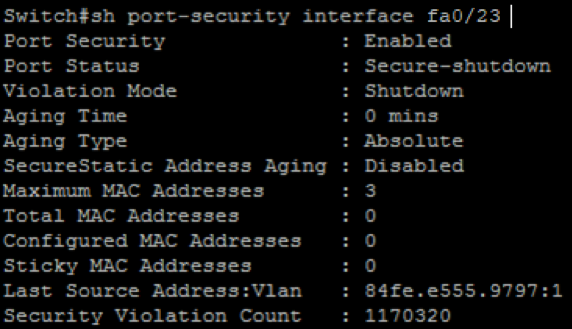 Switch#sh port-security interface fa0/23
Port Security : Enabled
Port Status : Secure-shutdown
Violation Mode : Shutdown
Aging Time : 0 mins
Aging Type : Absolute
SecureStatic Address Aging : Disabled
Maximum MAC Addresses : 3
Total MAC Addresses : 0
Configured MAC Addresses : 0
Sticky MAC Addresses : 0
Last Source Address:Vlan : 84fe.e555.9797:1
Security Violation Count : 1170320